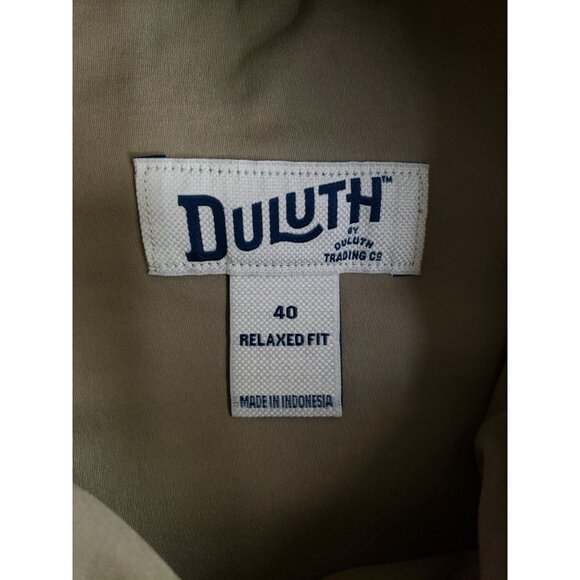 DULUTH™
BY
DULUTH
TRADING Cº
40
RELAXED FIT
MADE IN INDONESIA